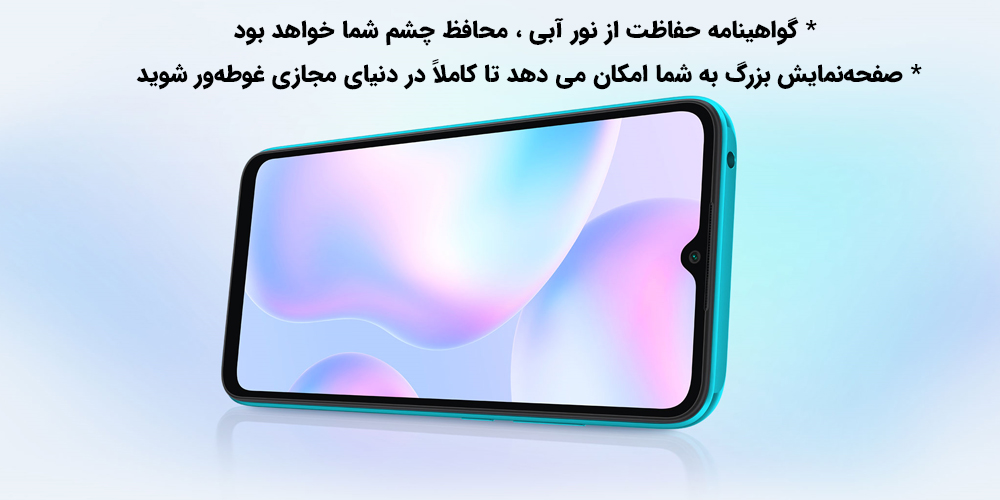 * گواهینامه حفاظت از نور آبی ، محافظ چشم شما خواهد بود
* صفحه‌نمایش بزرگ به شما امکان می دهد تا کاملاً در دنیای مجازی غوطه‌ور شوید